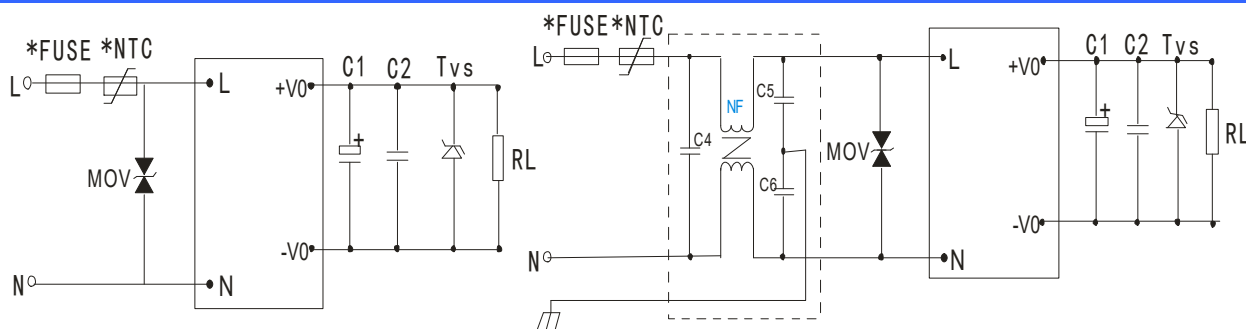 *FUSE *NTC
L
L
+V0
C1
C2
Tvs
+
MOV
RL
-V0
N
N
*FUSE*NTC
L
NF
C4
C5
C6
MOV
L
+V0
C1
C2
Tvs
+
RL
-V0
N
N